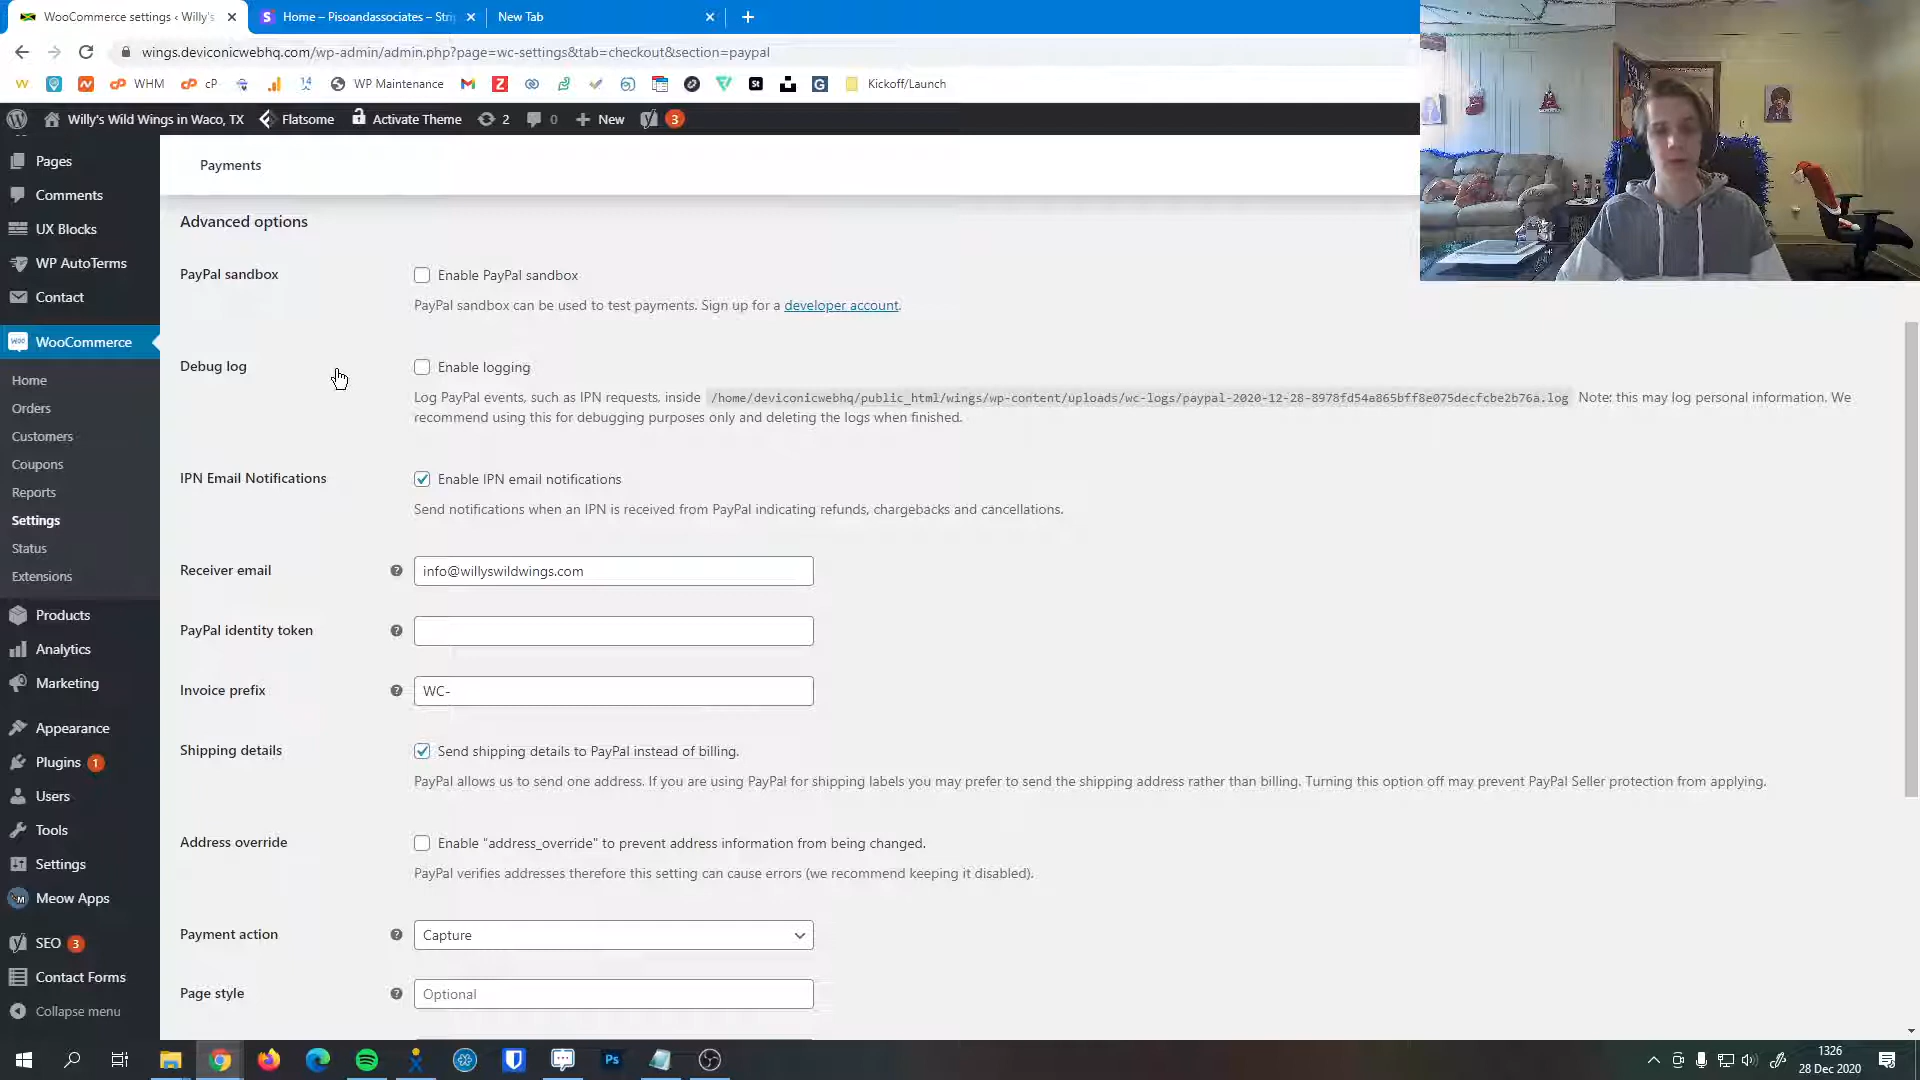 WooCommerce settings ‹ Willy's
Home – Pisoandassociates – Stri
New Tab
wings.deviconicwebhq.com/wp-admin/admin.php?page=wc-settings&tab=checkout&section=paypal
WHM
cP
WP Maintenance
Kickoff/Launch
Willy's Wild Wings in Waco, TX
Flatsome
Activate Theme
2
0
New
3
Pages
Comments
UX Blocks
WP AutoTerms
Contact
WooCommerce
Home
Orders
Customers
Coupons
Reports
Settings
Status
Extensions
Products
Analytics
Marketing
Appearance
Plugins 1
Users
Tools
Settings
Meow Apps
SEO 3
Contact Forms
Collapse menu
Payments
Advanced options
PayPal sandbox
Enable PayPal sandbox
PayPal sandbox can be used to test payments. Sign up for a developer account.
Debug log
Enable logging
Log PayPal events, such as IPN requests, inside /home/deviconicwebhq/public_html/wings/wp-content/uploads/wc-logs/paypal-2020-12-28-8978fd54a865bff8e075decfcbe2b76a.log Note: this may log personal information. We
recommend using this for debugging purposes only and deleting the logs when finished.
IPN Email Notifications
Enable IPN email notifications
Send notifications when an IPN is received from PayPal indicating refunds, chargebacks and cancellations.
Receiver email
info@willyswildwings.com
PayPal identity token
Invoice prefix
WC-
Shipping details
Send shipping details to PayPal instead of billing.
PayPal allows us to send one address. If you are using PayPal for shipping labels you may prefer to send the shipping address rather than billing. Turning this option off may prevent PayPal Seller protection from applying.
Address override
Enable "address_override" to prevent address information from being changed.
PayPal verifies addresses therefore this setting can cause errors (we recommend keeping it disabled).
Payment action
Capture
Page style
Optional
Ps
1326
28 Dec 2020